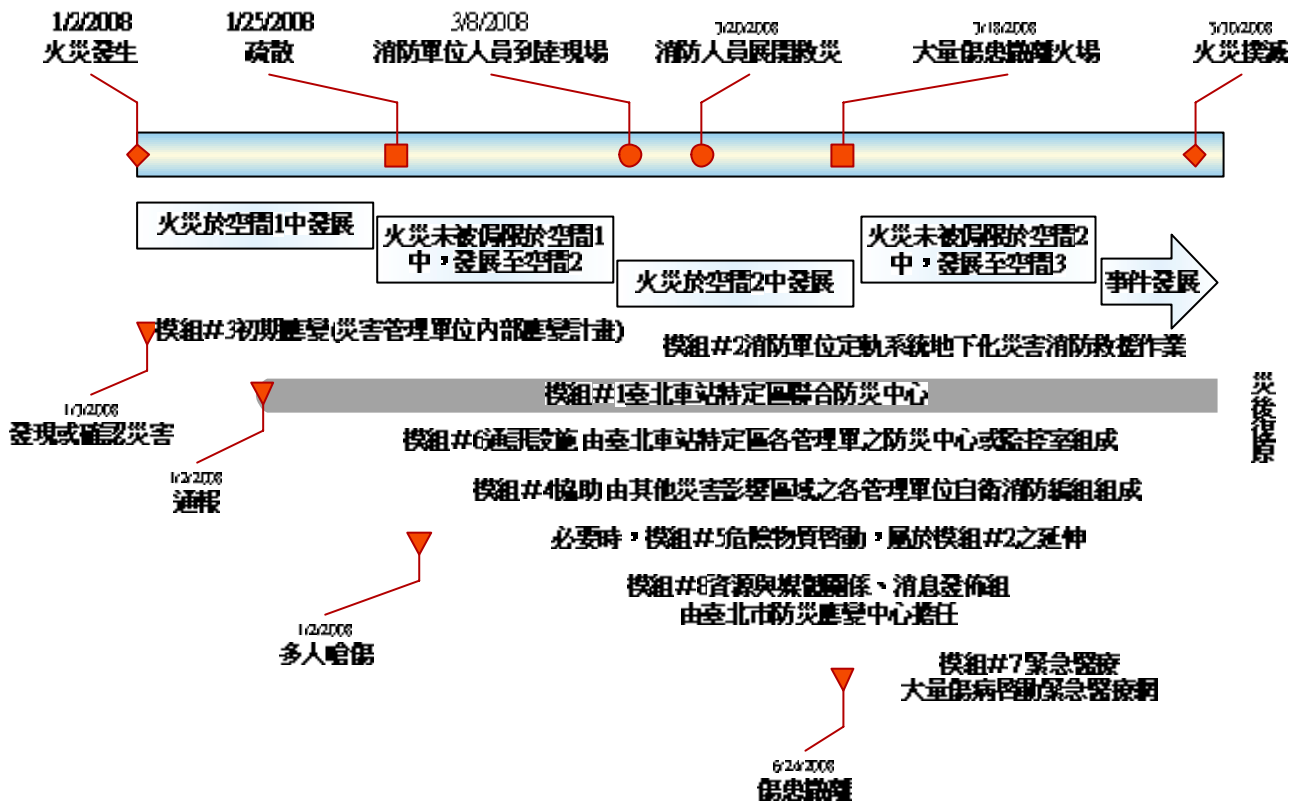 1/2/2008
火災發生
1/25/2008
疏散
3/8/2008
消防單位人員到達現場
3/20/2008
消防人員展開救災
大量傷患撤離火場
火災撲滅
火災於空間1中發展
火災未被侷限於空間1
中，發展至空間2
火災於空間2中發展
火災未被侷限於空間2
中，發展至空間3
事件發展
模組#3初期應變(災害管理單位內部應變計畫)
模組#2消防單位定軌系統地下化災害消防救援作業
模組#1臺北車站特定區聯合防災中心
災後復原
1/3/2008
發現或確認災害
模組#6通訊設施 由臺北車站特定區各管理單之防災中心或監控室組成
1/2/2008
通報
模組#4協助 由其他災害影響區域之各管理單位自衛消防編組組成
必要時，模組#5危險物質啓動，屬於模組#2之延伸
模組#8資源與媒體關係、消息發佈組
由臺北市防災應變中心擔任
1/2/2008
多人嗆傷
模組#7緊急醫療
大量傷病啓動緊急醫療網
6/24/2008
傷患撤離